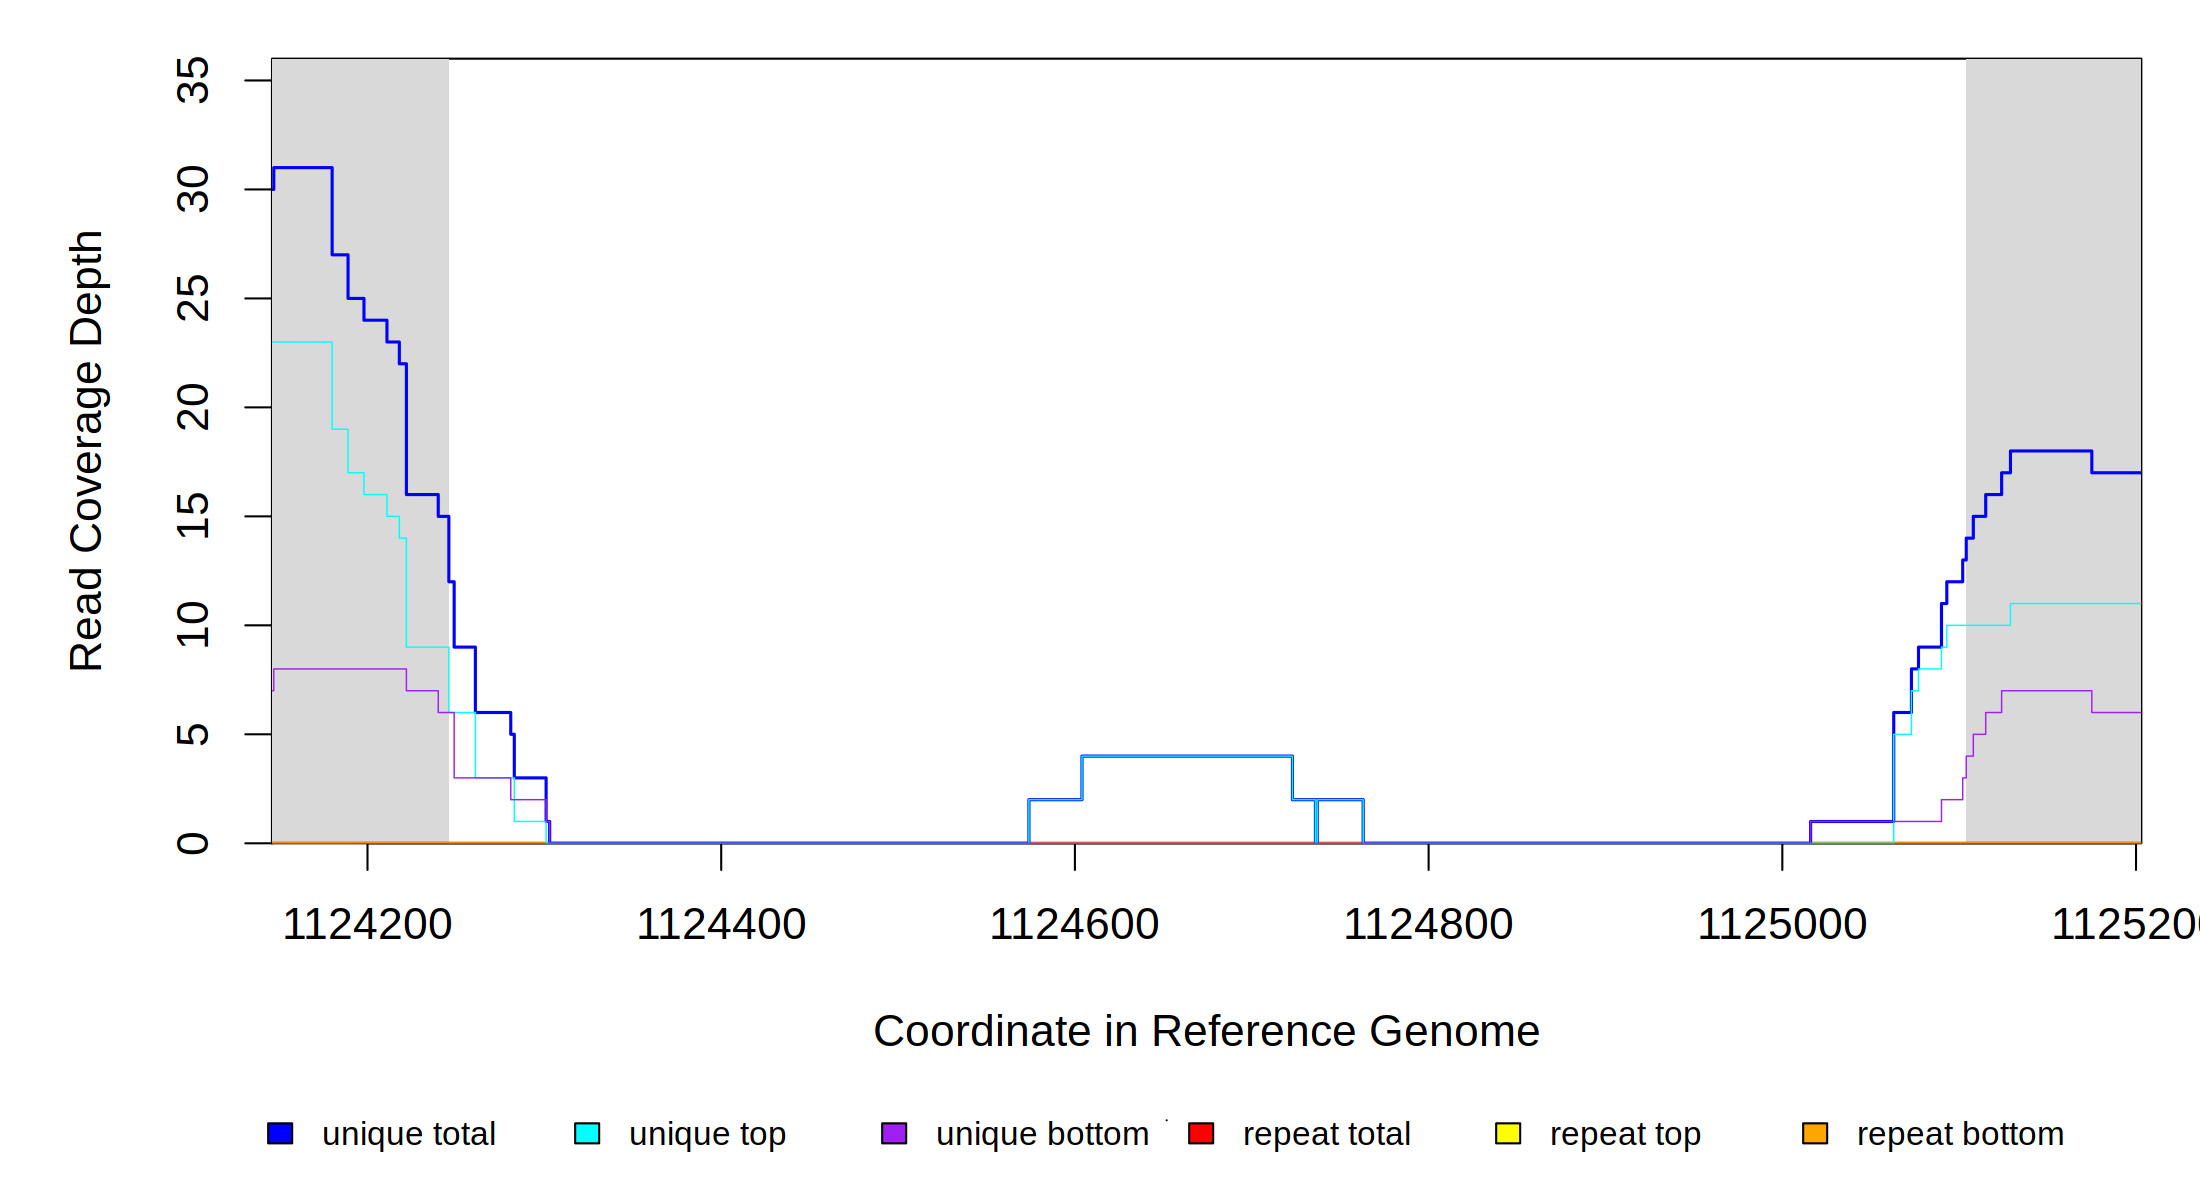 Read Coverage Depth
35
30
25
20
15
10
5
0
1124200 1124400 1124600 1124800 1125000 112520
Coordinate in Reference Genome
unique total unique top unique bottom repeat total repeat top repeat bottom